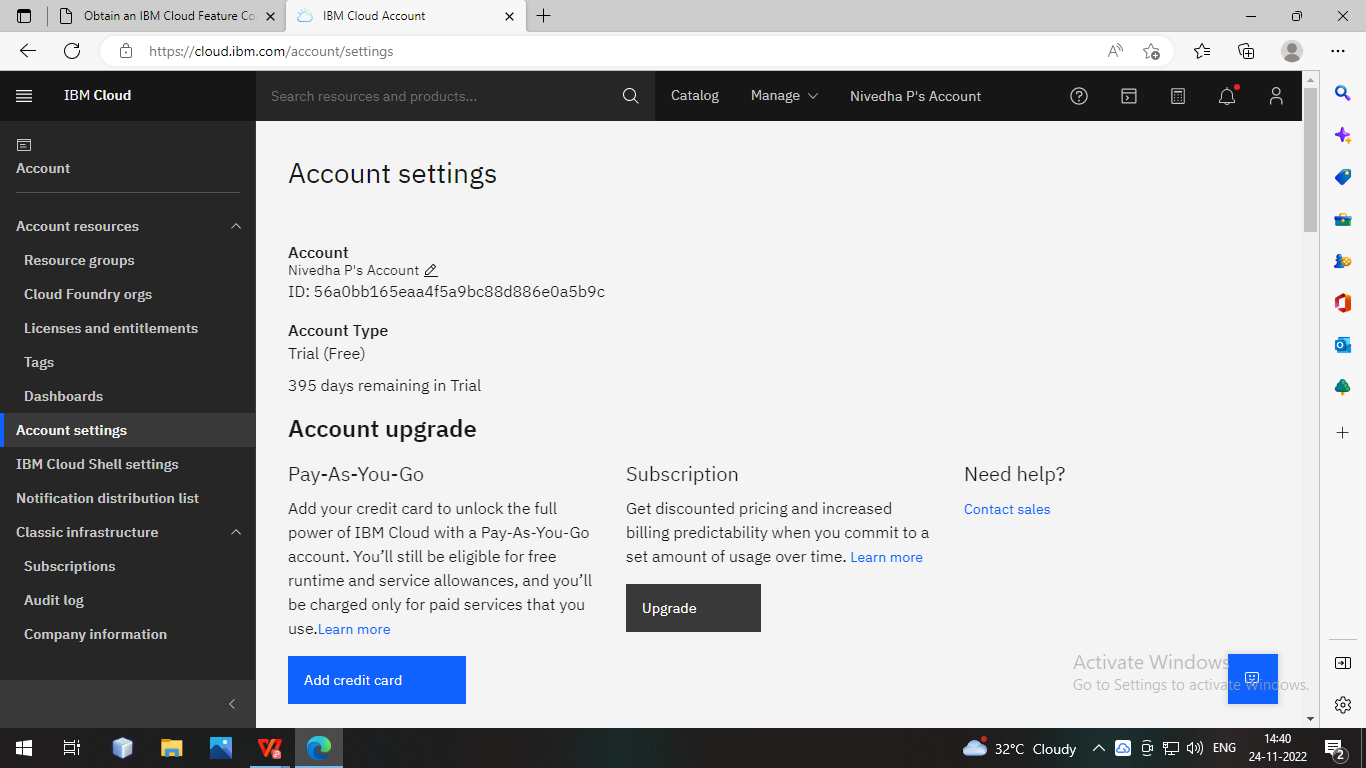 Obtain an IBM Cloud Feature Co
IBM Cloud Account
https://cloud.ibm.com/account/settings
IBM Cloud
Search resources and products...
Catalog
Manage
Nivedha P's Account
Account
Account resources
Resource groups
Cloud Foundry orgs
Licenses and entitlements
Tags
Dashboards
Account settings
IBM Cloud Shell settings
Notification distribution list
Classic infrastructure
Subscriptions
Audit log
Company information
Account settings
Account
Nivedha P's Account
ID: 56a0bb165eaa4f5a9bc88d886e0a5b9c
Account Type
Trial (Free)
395 days remaining in Trial
Account upgrade
Pay-As-You-Go
Add your credit card to unlock the full
power of IBM Cloud with a Pay-As-You-Go
account. You’ll still be eligible for free
runtime and service allowances, and you’ll
be charged only for paid services that you
use.Learn more
Add credit card
Subscription
Get discounted pricing and increased
billing predictability when you commit to a
set amount of usage over time. Learn more
Upgrade
Need help?
Contact sales
Activate Windows
Go to Settings to activate Windows.
32°C Cloudy
ENG
14:40
24-11-2022
2